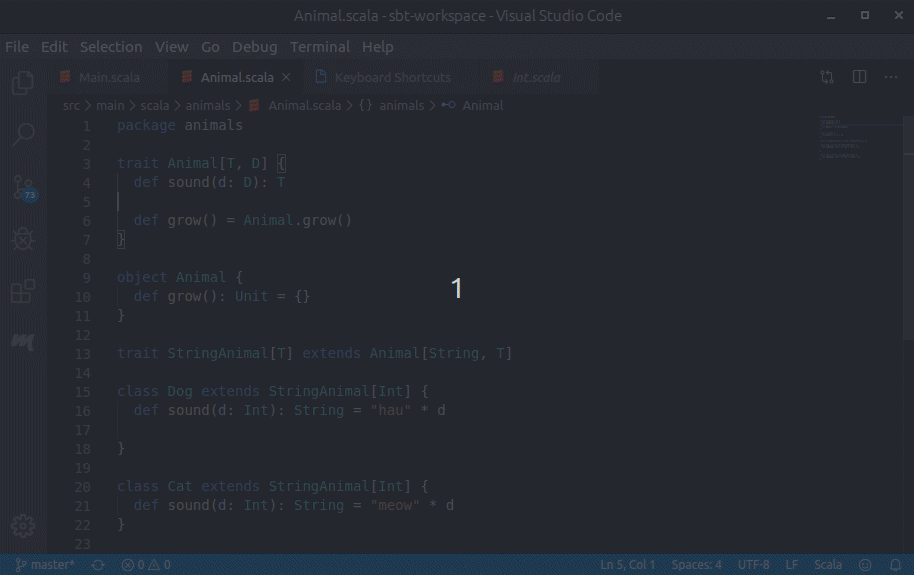 Animal.scala - sbt-workspace - Visual Studio Code
File Edit Selection View Go Debug Terminal Help
Main.scala Animal.scala Keyboard Shortcuts Int.scala
src > main > scala > animals > Animal.scala > {} animals > Animal
1 package animals
2
3 trait Animal[T, D] {
4 def sound(d: D): T
5
6 def grow() = Animal.grow()
7 }
8
9 object Animal {
10 def grow(): Unit = {}
11 }
12
13 trait StringAnimal[T] extends Animal[String, T]
14
15 class Dog extends StringAnimal[Int] {
16 def sound(d: Int): String = "hau" * d
17
18 }
19
20 class Cat extends StringAnimal[Int] {
21 def sound(d: Int): String = "meow" * d
22 }
23
73
1
master* 0 0 Ln 5, Col 1 Spaces: 4 UTF-8 LF Scala